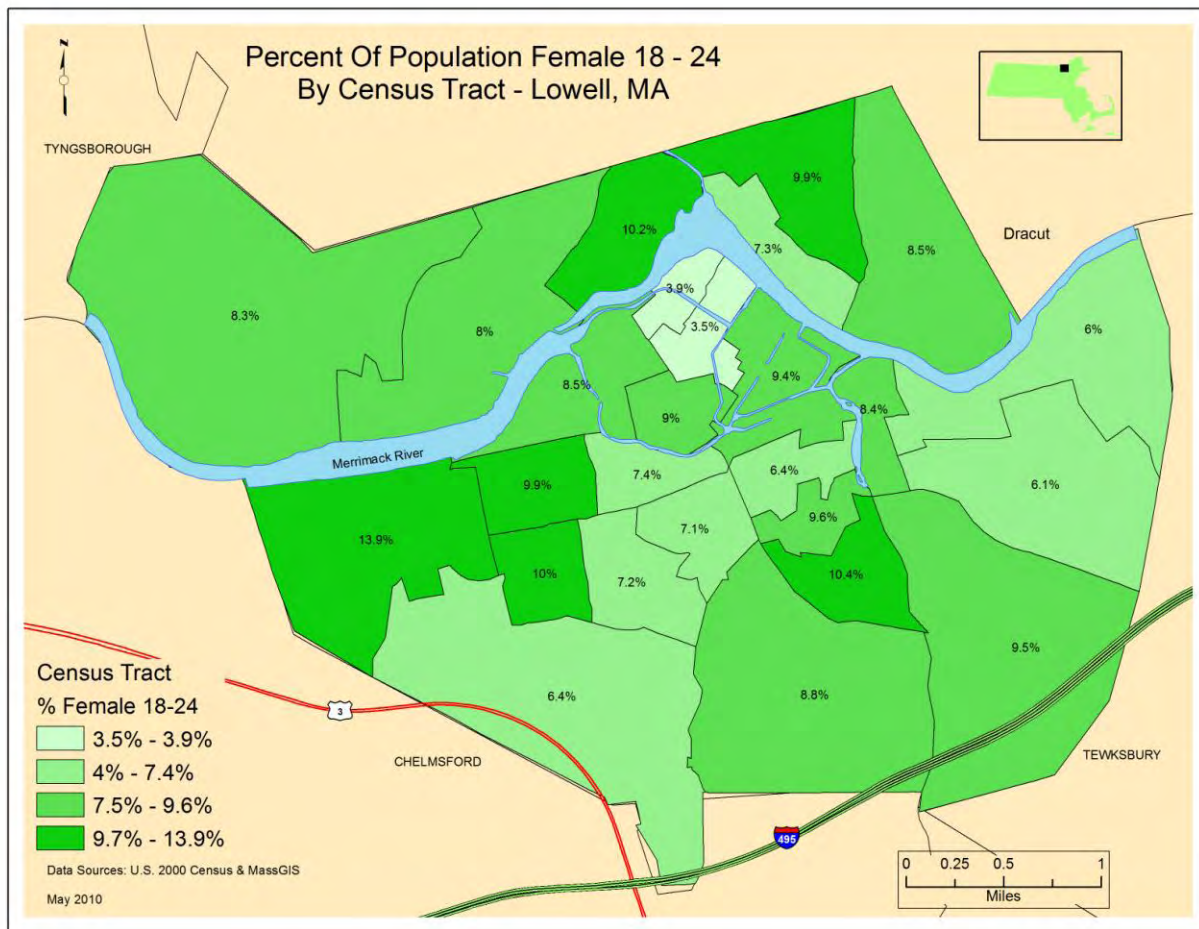 Percent Of Population Female 18 - 24
By Census Tract - Lowell, MA
N
TYNGSBOROUGH
9.9%
10.2%
7.3%
Dracut
8.5%
3.9%
8.3%
8%
3.5%
6%
8.5%
9.4%
9%
8.4%
Merrimack River
7.4%
6.4%
9.9%
6.1%
9.6%
13.9%
7.1%
10%
7.2%
10.4%
9.5%
6.4%
8.8%
3
CHELMSFORD
TEWKSBURY
495
Census Tract
% Female 18-24
3.5% - 3.9%
4% - 7.4%
7.5% - 9.6%
9.7% - 13.9%
Data Sources: U.S. 2000 Census & MassGIS
May 2010
0 0.25 0.5 1
Miles